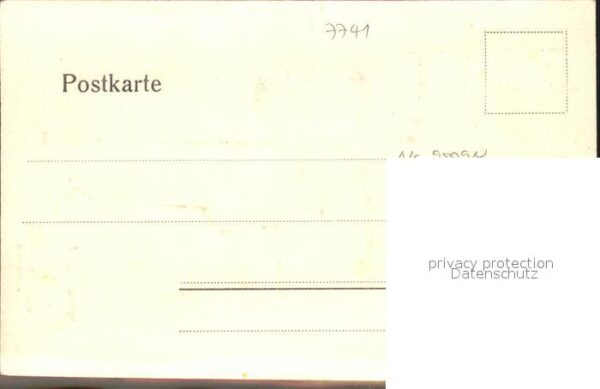 7741
Postkarte
privacy protection
Datenschutz